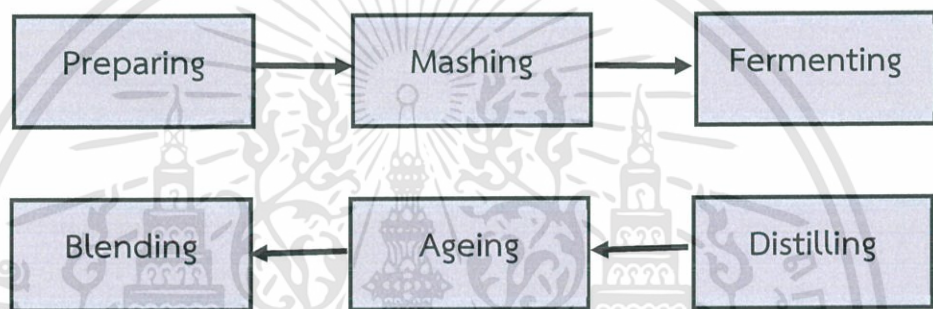 Preparing
Mashing
Fermenting
Blending
Ageing
Distilling